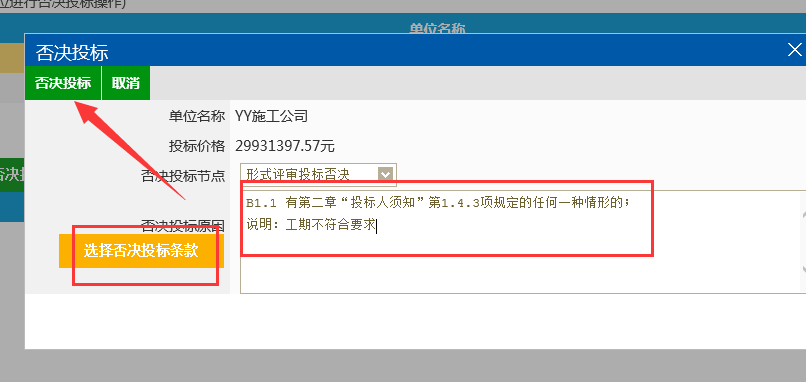 位进行否决投标操作)
单位名称
否决投标
否决投标 取消
单位名称 YY施工公司
投标价格 29931397.57元
否决投标节点 形式评审投标否决
否决投标原因
B1.1 有第二章“投标人须知”第1.4.3项规定的任何一种情形的;
说明: 工期不符合要求
选择否决投标条款
否决